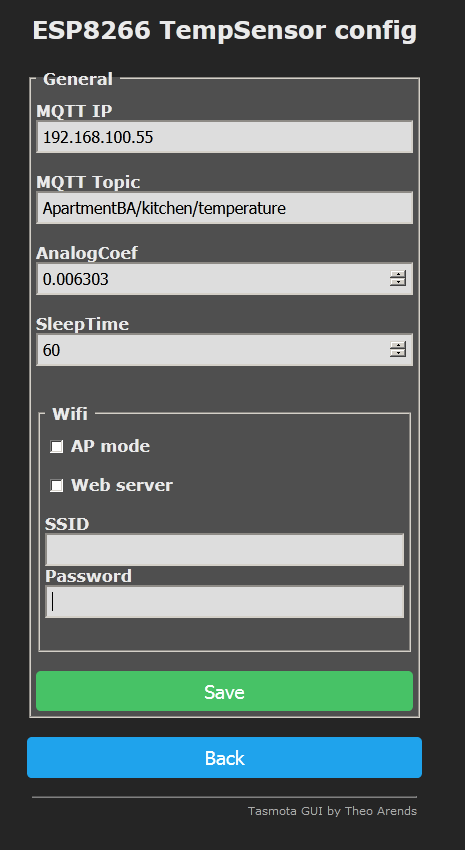 ESP8266 TempSensor config
General
MQTT IP
192.168.100.55
MQTT Topic
ApartmentBA/kitchen/temperature
AnalogCoef
0.006303
SleepTime
60
Wifi
AP mode
Web server
SSID
Password
Save
Back
Tasmota GUI by Theo Arends